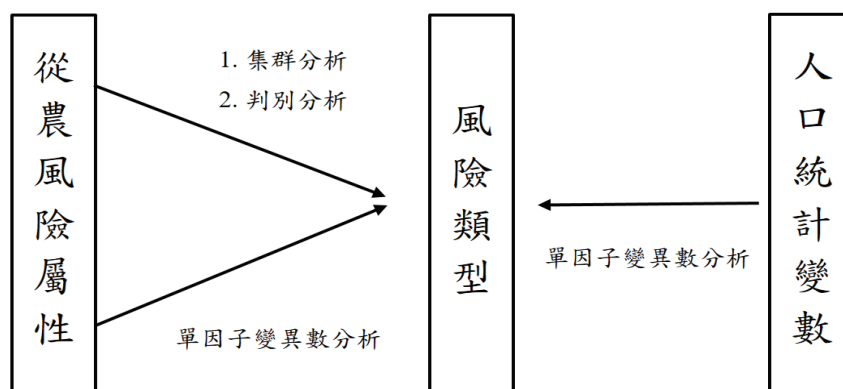 從農風險屬性
1. 集群分析
2. 判別分析
單因子變異數分析
風險類型
單因子變異數分析
人口統計變數